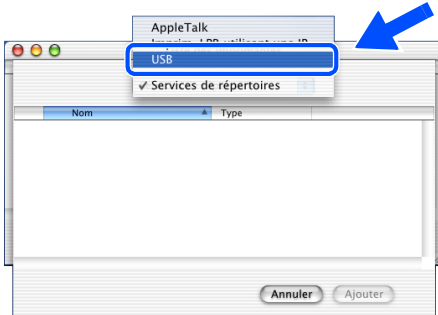 AppleTalk
USB
✓ Services de répertoires
Nom Type
Annuler Ajouter